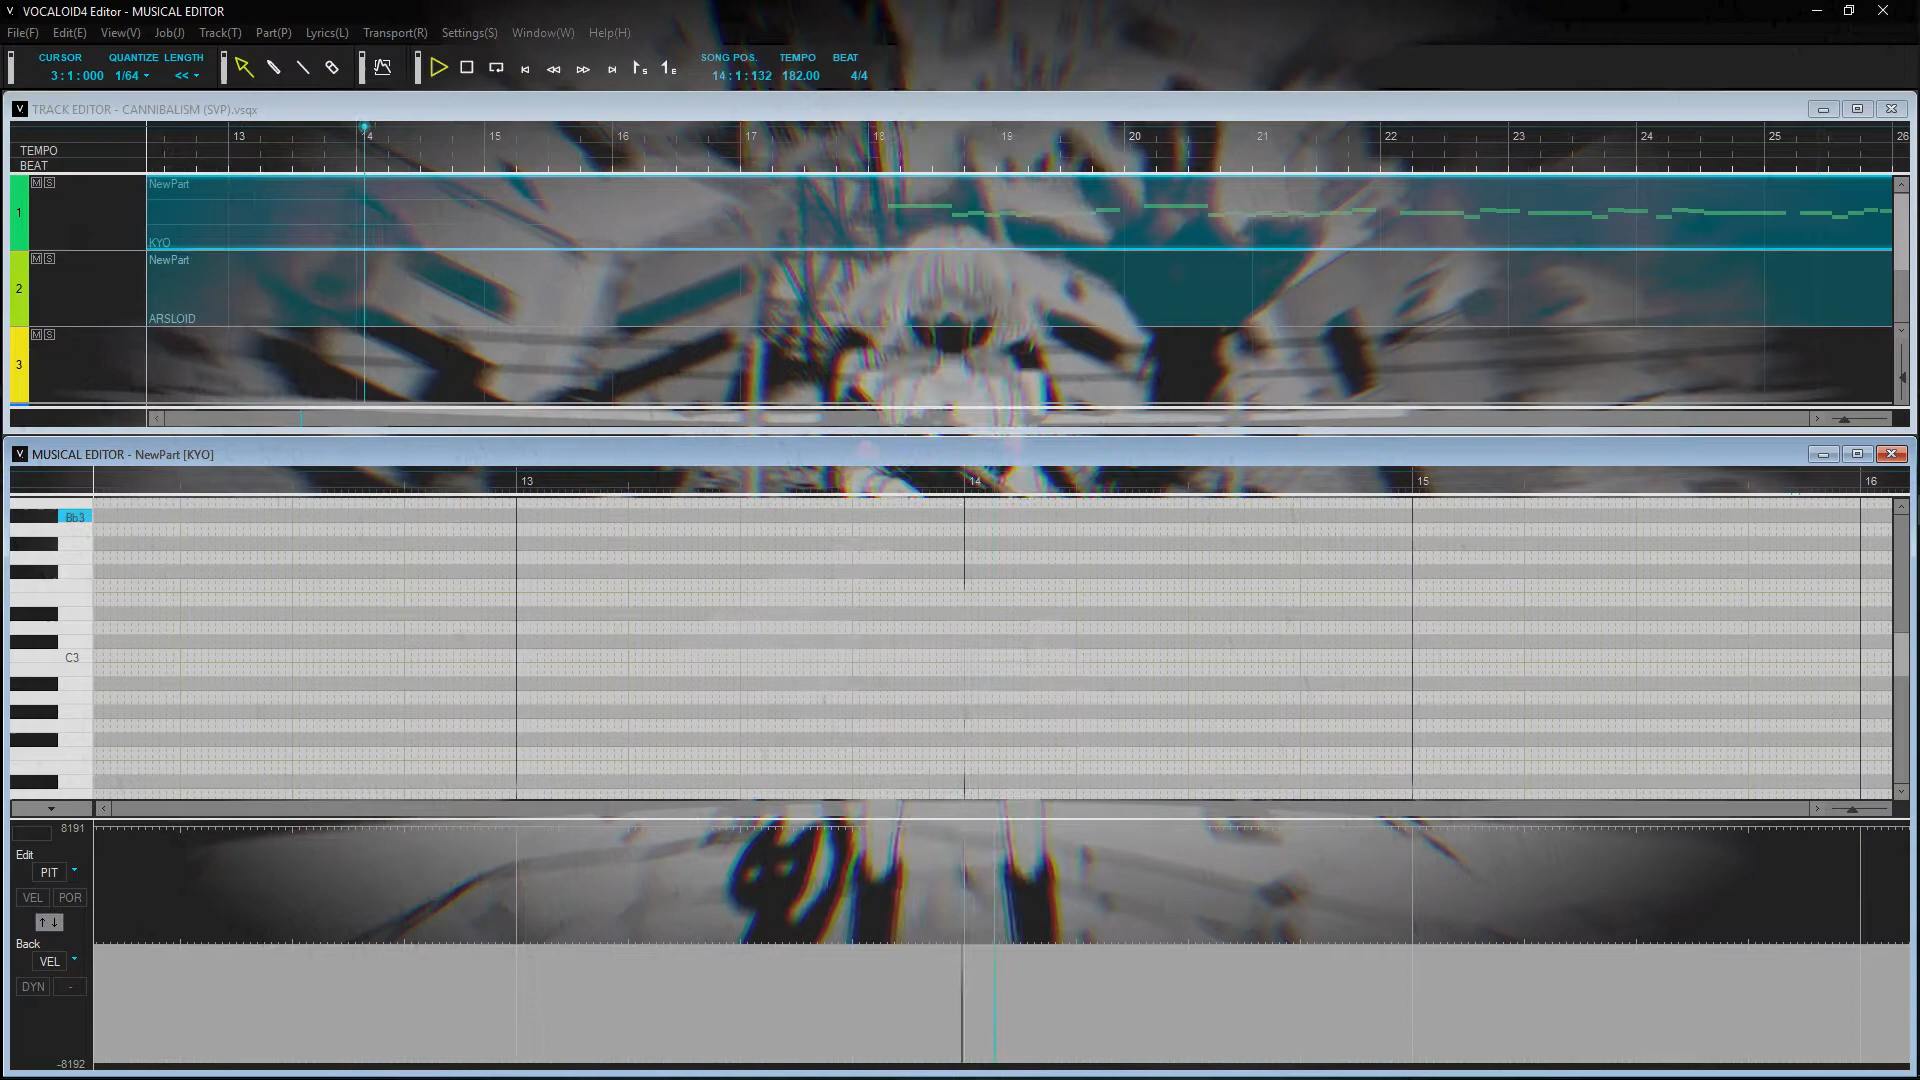 VOCALOID4 Editor - MUSICAL EDITOR
File(F) Edit(E) View(V) Job(J) Track(T) Part(P) Lyrics(L) Transport(R) Settings(S) Window(W) Help(H)
CURSOR QUANTIZE LENGTH SONG POS. TEMPO BEAT
3 : 1 : 000 1/64 << 14 : 1 : 132 182.00 4/4
TRACK EDITOR - CANNIBALISM (SVP).vsqx
13 14 15 16 17 18 19 20 21 22 23 24 25 26
TEMPO
BEAT
M S NewPart
1
KYO
M S NewPart
2
ARSLOID
M S
3
MUSICAL EDITOR - NewPart [KYO]
13 14 15 16
Bb3
C3
8191
Edit
PIT
VEL POR
Back
VEL
DYN -
-8192